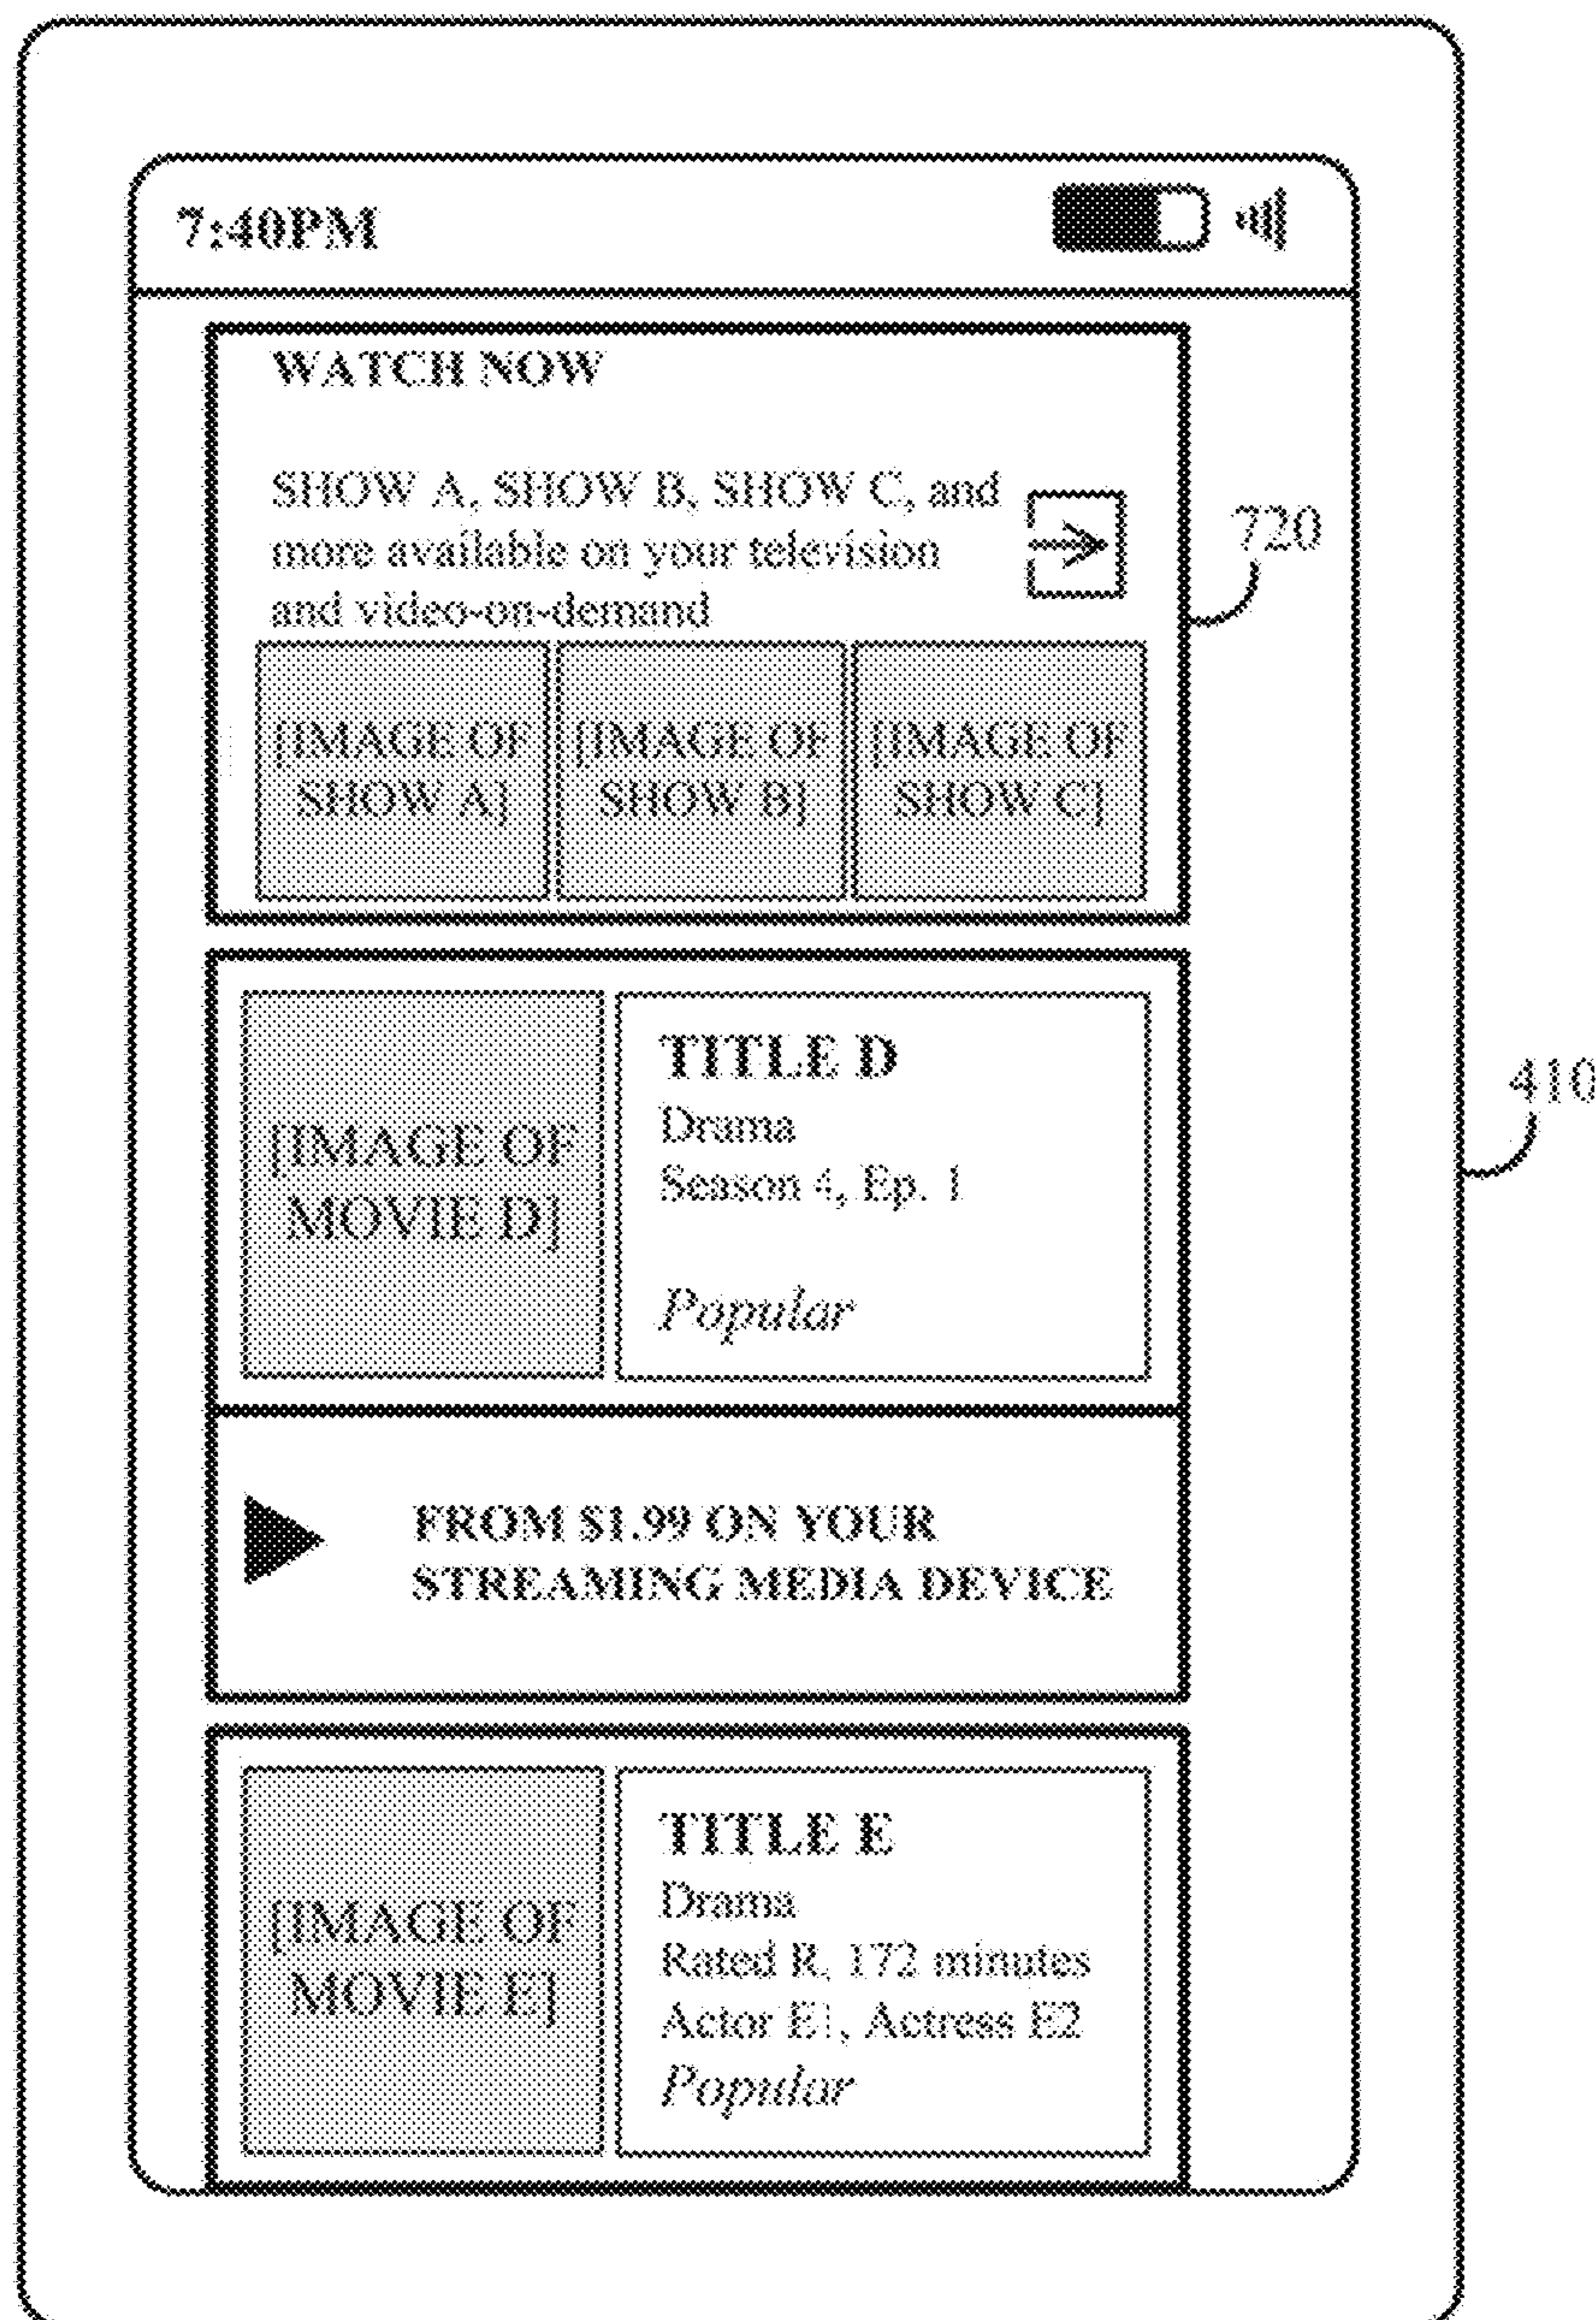 7:40PM
WATCH NOW
SHOW A, SHOW B, SHOW C, and
more available on your television
and video-on-demand
720
[IMAGE OF
SHOW A]
[IMAGE OF
SHOW B]
[IMAGE OF
SHOW C]
[IMAGE OF
MOVIE D]
TITLE D
Drama
Season 4, Ep. 1
Popular
410
FROM $1.99 ON YOUR
STREAMING MEDIA DEVICE
[IMAGE OF
MOVIE E]
TITLE E
Drama
Rated R, 172 minutes
Actor E1, Actress E2
Popular